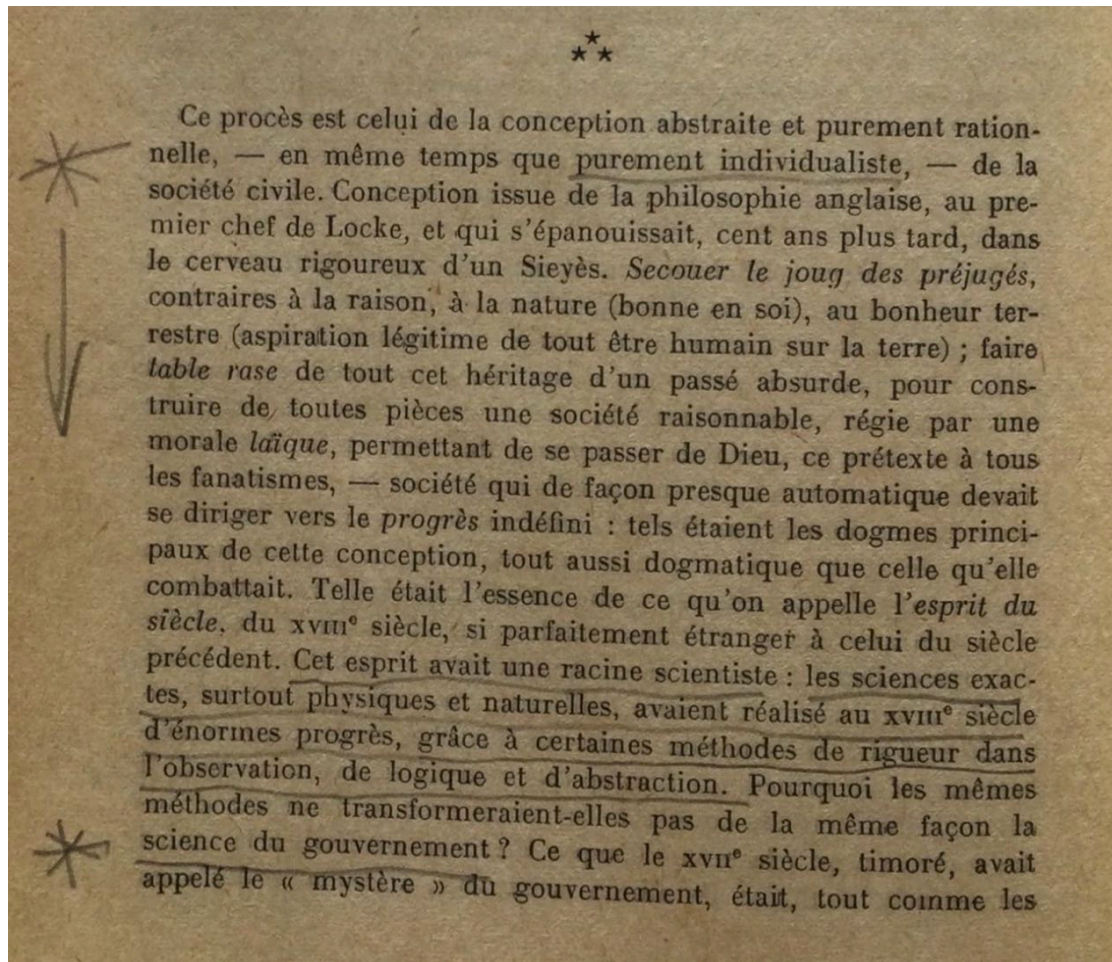 Ce procès est celui de la conception abstraite et purement ration-
nelle, — en même temps que purement individualiste, — de la
société civile. Conception issue de la philosophie anglaise, au pre-
mier chef de Locke, et qui s'épanouissait, cent ans plus tard, dans
le cerveau rigoureux d'un Sieyès. Secouer le joug des préjugés,
contraires à la raison, à la nature (bonne en soi), au bonheur ter-
restre (aspiration légitime de tout être humain sur la terre) ; faire
table rase de tout cet héritage d'un passé absurde, pour cons-
truire de toutes pièces une société raisonnable, régie par une
morale laïque, permettant de se passer de Dieu, ce prétexte à tous
les fanatismes, — société qui de façon presque automatique devait
se diriger vers le progrès indéfini : tels étaient les dogmes princi-
paux de cette conception, tout aussi dogmatique que celle qu'elle
combattait. Telle était l'essence de ce qu'on appelle l'esprit du
siècle. du XVIIIe siècle, si parfaitement étranger à celui du siècle
précédent. Cet esprit avait une racine scientiste : les sciences exac-
tes, surtout physiques et naturelles, avaient réalisé au XVIIIe siècle
d'énormes progrès, grâce à certaines méthodes de rigueur dans
l'observation, de logique et d'abstraction. Pourquoi les mêmes
méthodes ne transformeraient-elles pas de la même façon la
science du gouvernement ? Ce que le XVIIe siècle, timoré, avait
appelé le « mystère » du gouvernement, était, tout comme les